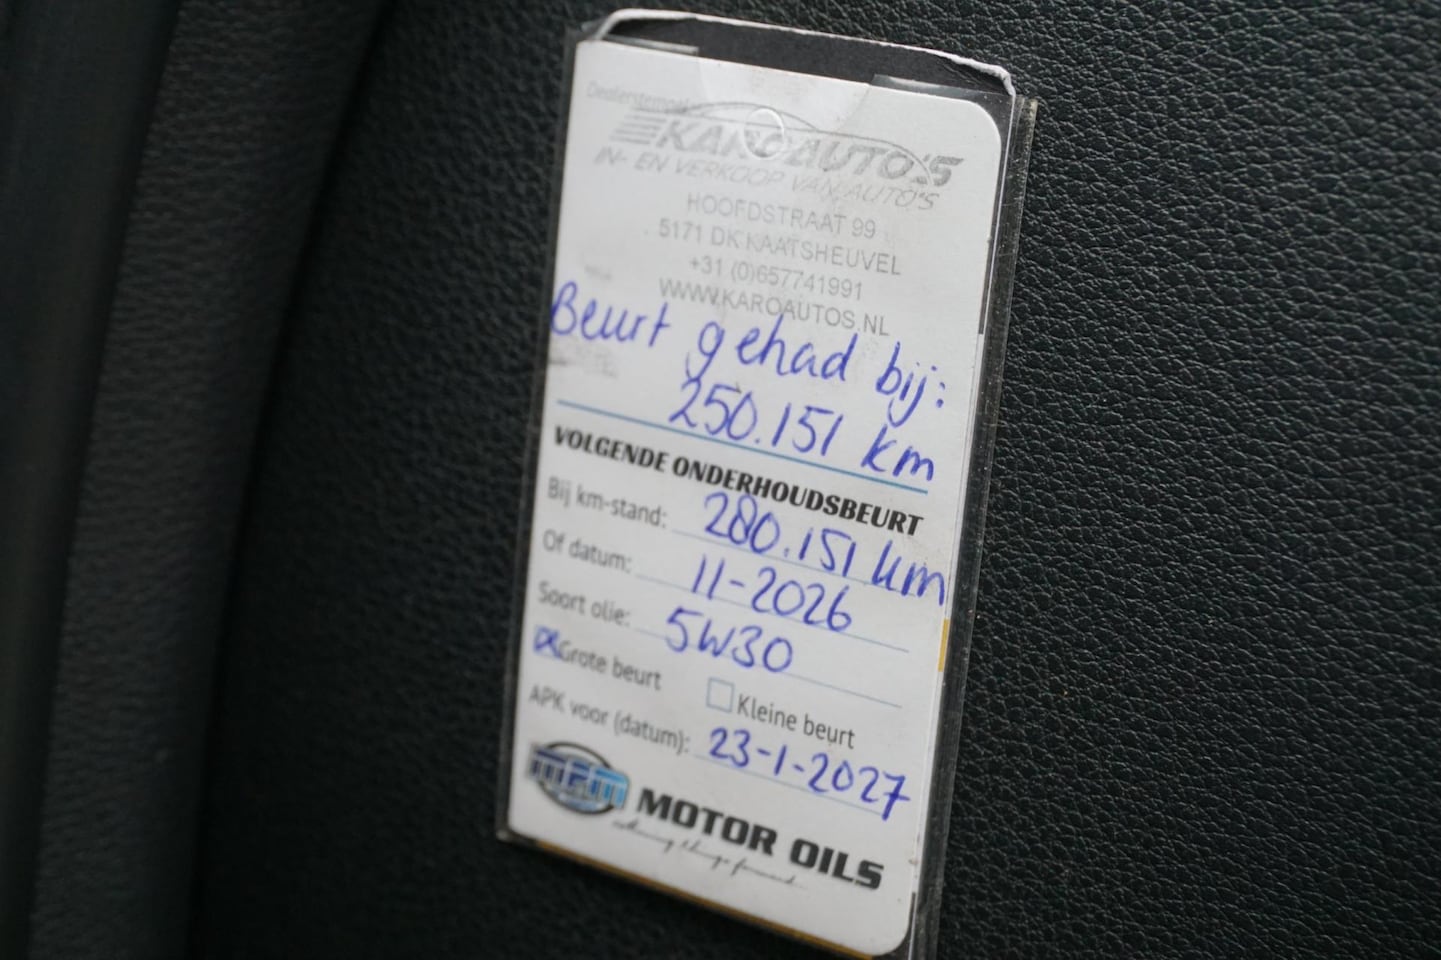 Dealerstempel:
KAROAUTO'S
IN- EN VERKOOP VAN AUTO'S
HOOFDSTRAAT 99
5171 DK KAATSHEUVEL
+31 (0)657741991
WWW.KAROAUTOS.NL
Beurt gehad bij:
250.151 km
VOLGENDE ONDERHOUDSBEURT
Bij km-stand: 280.151 km
Of datum: 11-2026
Soort olie: 5W30
Grote beurt Kleine beurt
APK voor (datum): 23-1-2027
MOTOR OILS